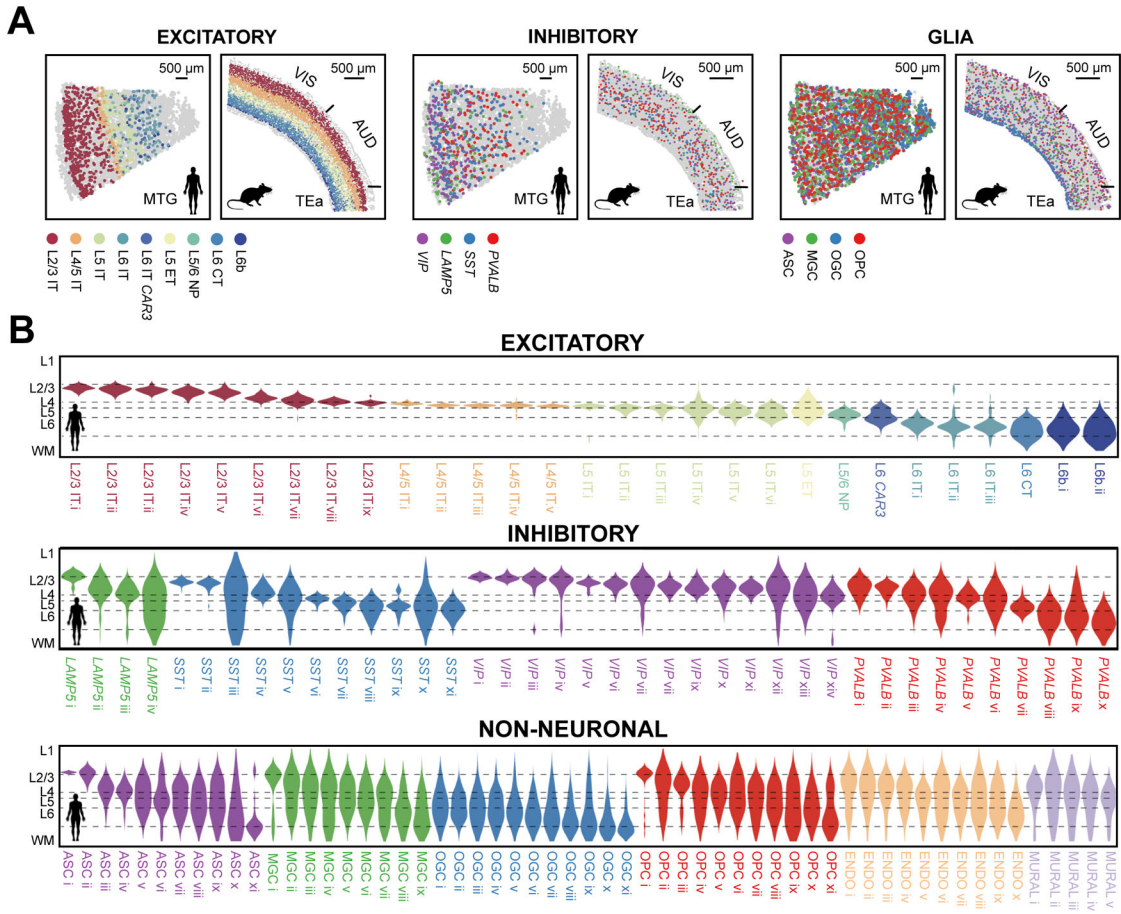 A
EXCITATORY
INHIBITORY
GLIA
500 µm
VIS
500 µm
AUD
MTG
TEa
500 µm
VIS
500 µm
AUD
MTG
TEa
500 µm
VIS
500 µm
AUD
MTG
TEa
L2/3 IT
L4/5 IT
L5 IT
L6 IT
L6 IT CAR3
L5 ET
L5/6 NP
L6 CT
L6b
VIP
LAMP5
SST
PVALB
ASC
MGC
OGC
OPC
B
EXCITATORY
L1
L2/3
L4
L5
L6
WM
L2/3 IT.i
L2/3 IT.ii
L2/3 IT.iii
L2/3 IT.iv
L2/3 IT.v
L2/3 IT.vi
L2/3 IT.vii
L2/3 IT.viii
L2/3 IT.ix
L4/5 IT.i
L4/5 IT.ii
L4/5 IT.iii
L4/5 IT.iv
L4/5 IT.v
L5 IT.i
L5 IT.ii
L5 IT.iii
L5 IT.iv
L5 IT.v
L5 IT.vi
L5 ET
L5/6 NP
L6 CAR3
L6 IT.i
L6 IT.ii
L6 IT.iii
L6 CT
L6b.i
L6b.ii
INHIBITORY
L1
L2/3
L4
L5
L6
WM
LAMP5 i
LAMP5 ii
LAMP5 iii
LAMP5 iv
SST i
SST ii
SST iii
SST iv
SST v
SST vi
SST vii
SST viii
SST ix
SST x
SST xi
VIP i
VIP ii
VIP iii
VIP iv
VIP v
VIP vi
VIP vii
VIP viii
VIP ix
VIP x
VIP xi
VIP xii
VIP xiii
VIP xiv
PVALB i
PVALB ii
PVALB iii
PVALB iv
PVALB v
PVALB vi
PVALB vii
PVALB viii
PVALB ix
PVALB.x
NON-NEURONAL
L1
L2/3
L4
L5
L6
WM
ASC i
ASC ii
ASC iii
ASC iv
ASC v
ASC vi
ASC vii
ASC viii
ASC ix
ASC x
ASC xi
MGC i
MGC ii
MGC iii
MGC iv
MGC v
MGC vi
MGC vii
MGC viii
MGC ix
OGC i
OGC ii
OGC iii
OGC iv
OGC v
OGC vi
OGC vii
OGC viii
OGC ix
OGC x
OGC xi
OPC i
OPC ii
OPC iii
OPC iv
OPC v
OPC vi
OPC vii
OPC viii
OPC ix
OPC x
OPC xi
ENDO i
ENDO ii
ENDO iii
ENDO iv
ENDO v
ENDO vi
ENDO vii
ENDO viii
ENDO ix
ENDO x
MURAL i
MURAL ii
MURAL iii
MURAL iv
MURAL v